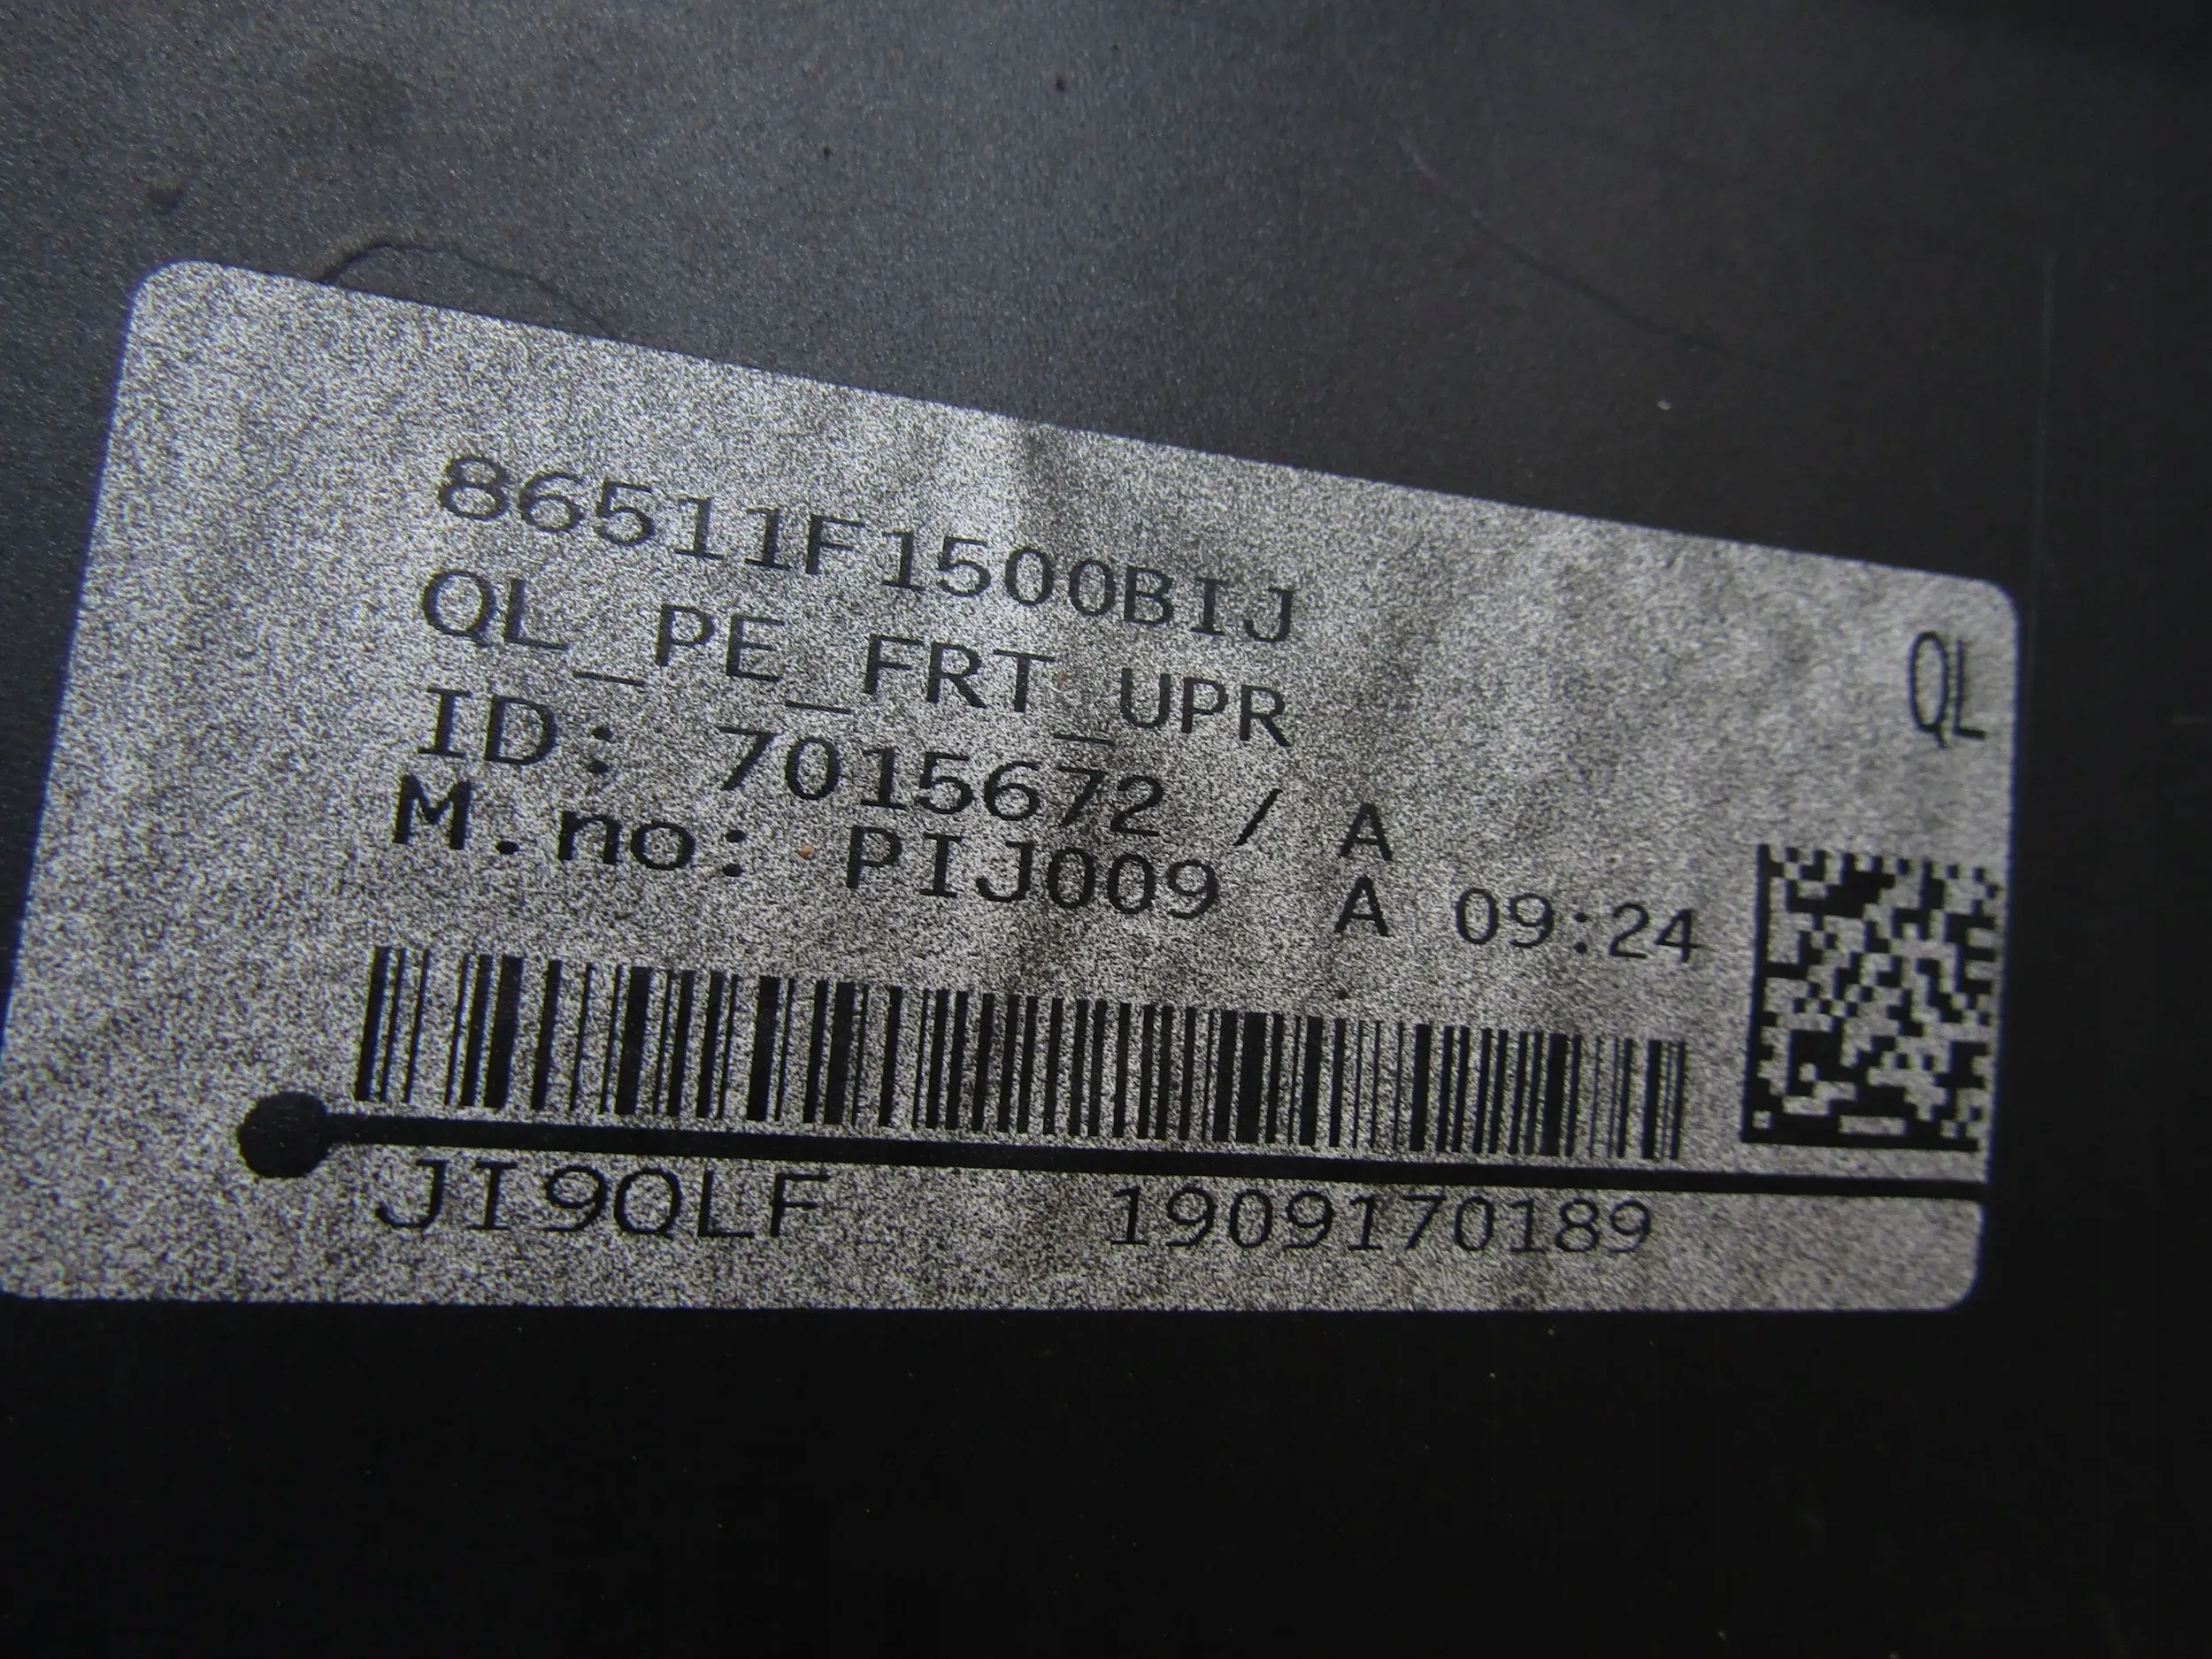 86511F1500BIJ
QL_PE_FRT_UPR
QL
ID: 7015672 / A
M.no: PIJ009 A 09:24
JI9QLF 1909170189